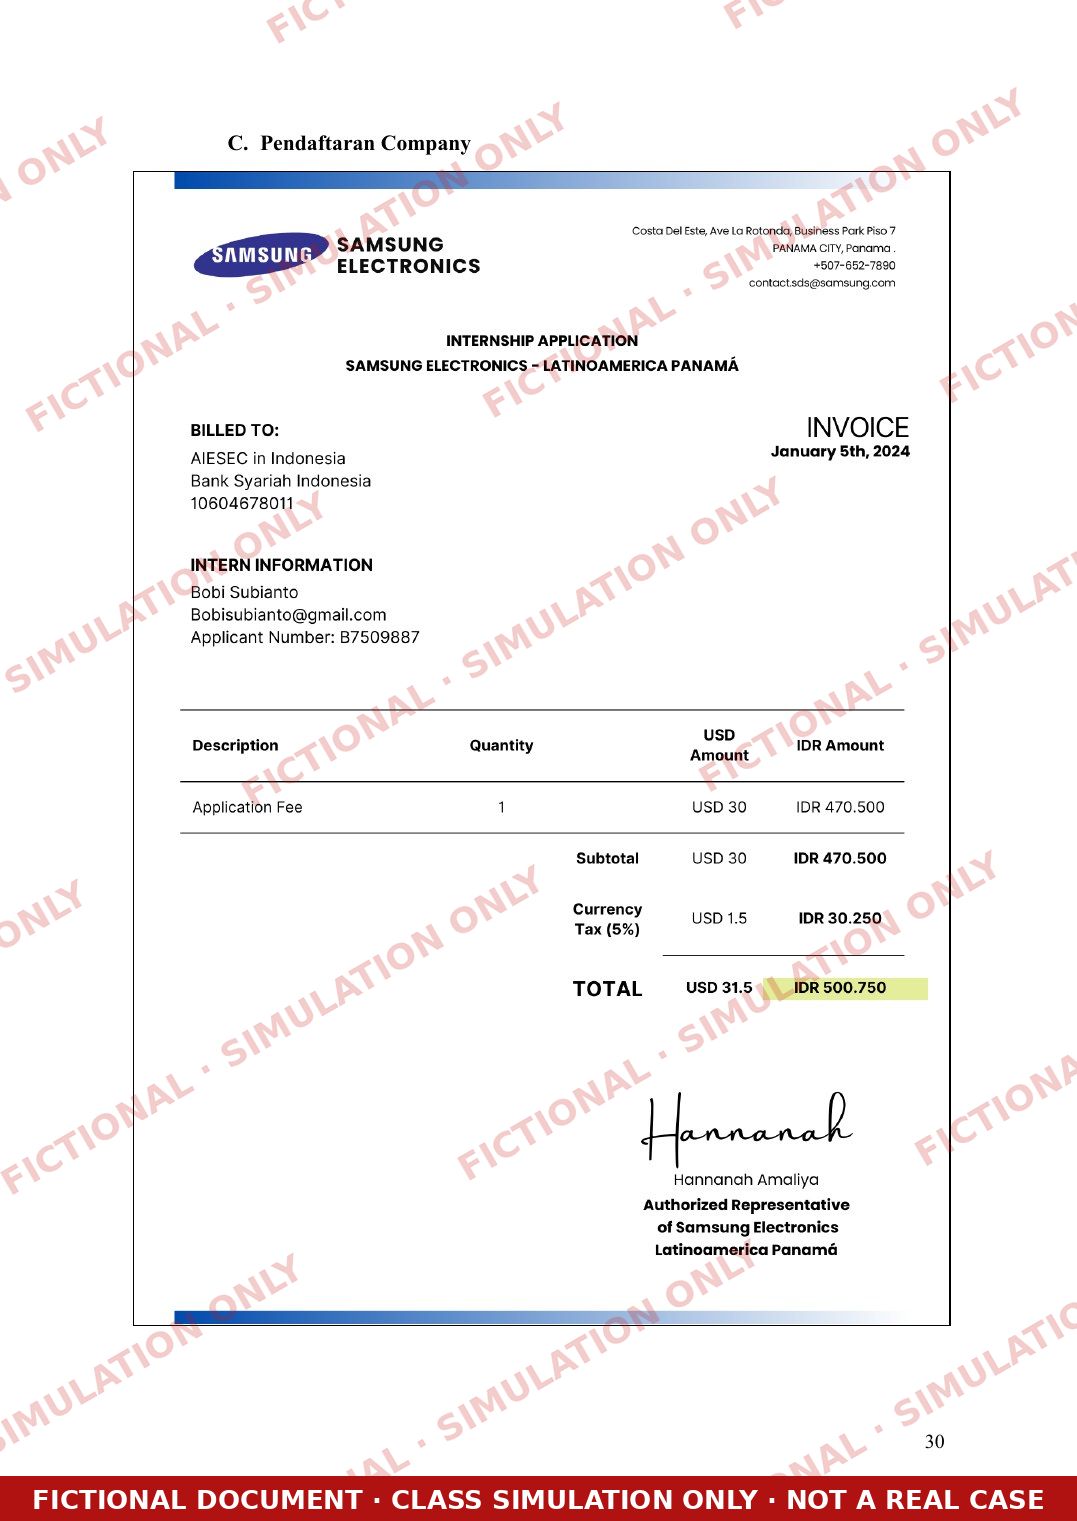 C. Pendaftaran Company
SAMSUNG
SAMSUNG
ELECTRONICS
Costa Del Este, Ave La Rotonda, Business Park Piso 7
PANAMA CITY, Panama .
+507-652-7890
contact.sds@samsung.com
INTERNSHIP APPLICATION
SAMSUNG ELECTRONICS – LATINOAMERICA PANAMÁ
INVOICE
January 5th, 2024
BILLED TO:
AIESEC in Indonesia
Bank Syariah Indonesia
10604678011
INTERN INFORMATION
Bobi Subianto
Bobisubianto@gmail.com
Applicant Number: B7509887
Description Quantity USD Amount IDR Amount
Application Fee 1 USD 30 IDR 470.500
Subtotal USD 30 IDR 470.500
Currency Tax (5%) USD 1.5 IDR 30.250
TOTAL USD 31.5 IDR 500.750
Hannanah
Hannanah Amaliya
Authorized Representative
of Samsung Electronics
Latinoamerica Panamá
30
FICTIONAL · SIMULATION ONLY
FICTIONAL DOCUMENT · CLASS SIMULATION ONLY · NOT A REAL CASE